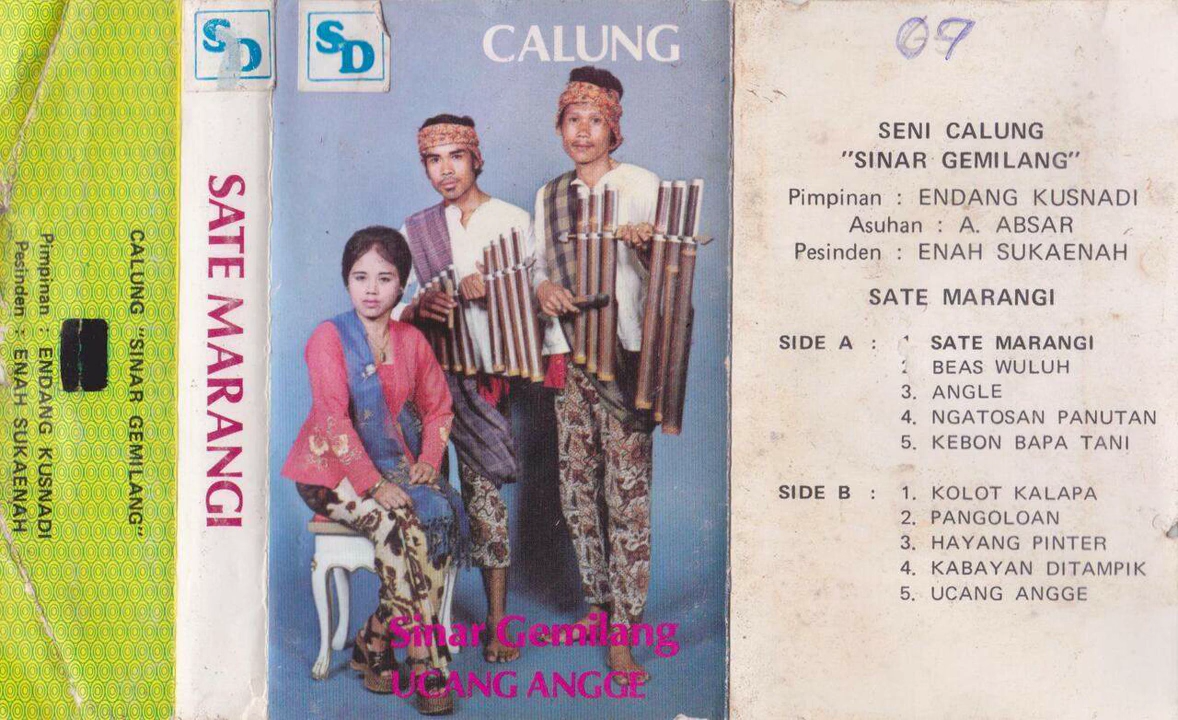 CALUNG "SINAR GEMILANG"
Pimpinan : ENDANG KUSNADI
Pesinden : ENAH SUKAENAH
SD
SATE MARANGI
SD
CALUNG
Sinar Gemilang
UCANG ANGGE
07
SENI CALUNG
"SINAR GEMILANG"
Pimpinan : ENDANG KUSNADI
Asuhan : A. ABSAR
Pesinden : ENAH SUKAENAH
SATE MARANGI
SIDE A : SATE MARANGI
BEAS WULUH
3. ANGLE
4. NGATOSAN PANUTAN
5. KEBON BAPA TANI
SIDE B : 1. KOLOT KALAPA
2. PANGOLOAN
3. HAYANG PINTER
4. KABAYAN DITAMPIK
5. UCANG ANGGE